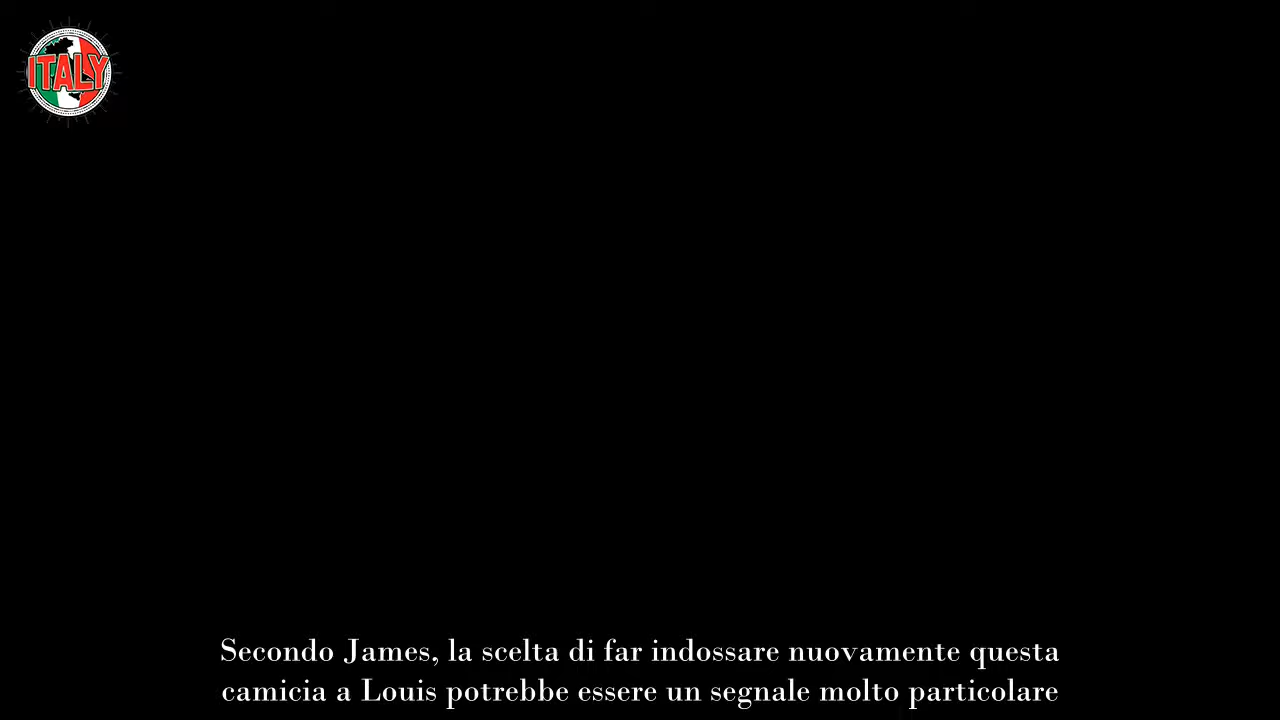 ITALY
Secondo James, la scelta di far indossare nuovamente questa
camicia a Louis potrebbe essere un segnale molto particolare